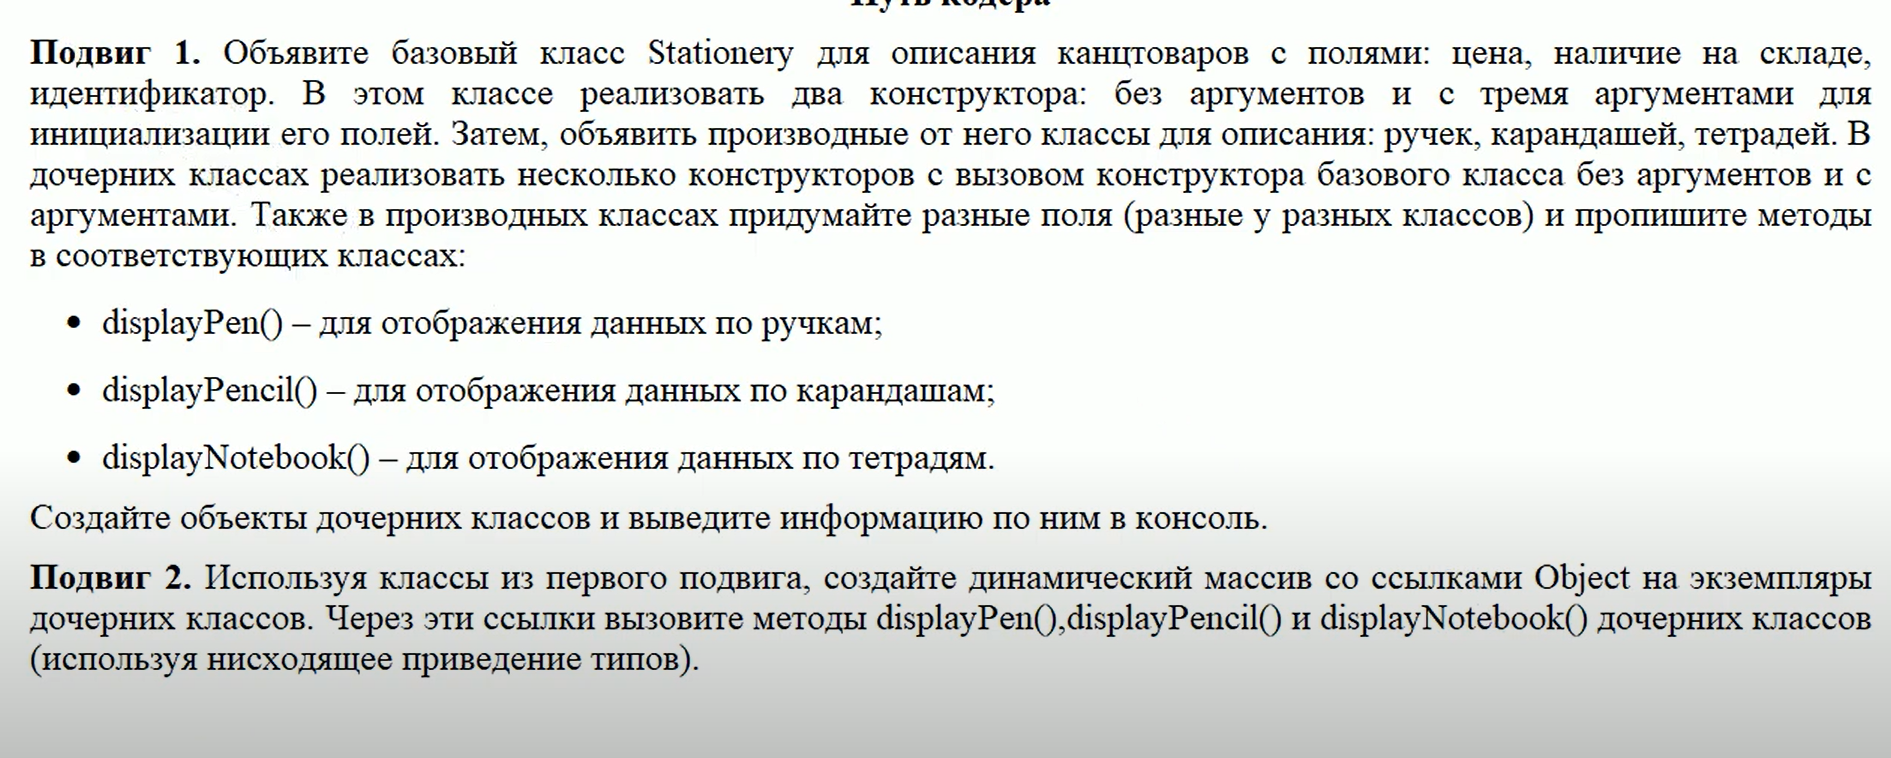 Путь кодера
Подвиг 1. Объявите базовый класс Stationery для описания канцтоваров с полями: цена, наличие на складе,
идентификатор. В этом классе реализовать два конструктора: без аргументов и с тремя аргументами для
инициализации его полей. Затем, объявить производные от него классы для описания: ручек, карандашей, тетрадей. В
дочерних классах реализовать несколько конструкторов с вызовом конструктора базового класса без аргументов и с
аргументами. Также в производных классах придумайте разные поля (разные у разных классов) и пропишите методы
в соответствующих классах:
• displayPen() – для отображения данных по ручкам;
• displayPencil() – для отображения данных по карандашам;
• displayNotebook() – для отображения данных по тетрадям.
Создайте объекты дочерних классов и выведите информацию по ним в консоль.
Подвиг 2. Используя классы из первого подвига, создайте динамический массив со ссылками Object на экземпляры
дочерних классов. Через эти ссылки вызовите методы displayPen(),displayPencil() и displayNotebook() дочерних классов
(используя нисходящее приведение типов).